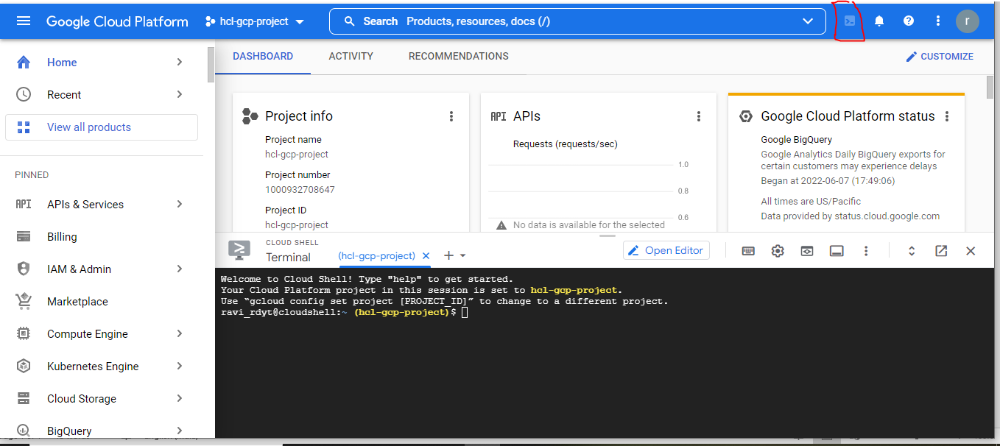 Google Cloud Platform
hcl-gcp-project
Search Products, resources, docs (/)
r
Home
Recent
View all products
PINNED
API APIs & Services
Billing
IAM & Admin
Marketplace
Compute Engine
Kubernetes Engine
Cloud Storage
BigQuery
DASHBOARD
ACTIVITY
RECOMMENDATIONS
CUSTOMIZE
Project info
Project name
hcl-gcp-project
Project number
1000932708647
Project ID
hcl-gcp-project
API APIs
Requests (requests/sec)
1.0
0.8
0.6
No data is available for the selected
Google Cloud Platform status
Google BigQuery
Google Analytics Daily BigQuery exports for
certain customers may experience delays
Began at 2022-06-07 (17:49:06)
All times are US/Pacific
Data provided by status.cloud.google.com
CLOUD SHELL
Terminal
(hcl-gcp-project)
Open Editor
Welcome to Cloud Shell! Type "help" to get started.
Your Cloud Platform project in this session is set to hcl-gcp-project.
Use “gcloud config set project [PROJECT_ID]” to change to a different project.
ravi_rdyt@cloudshell:~ (hcl-gcp-project)$